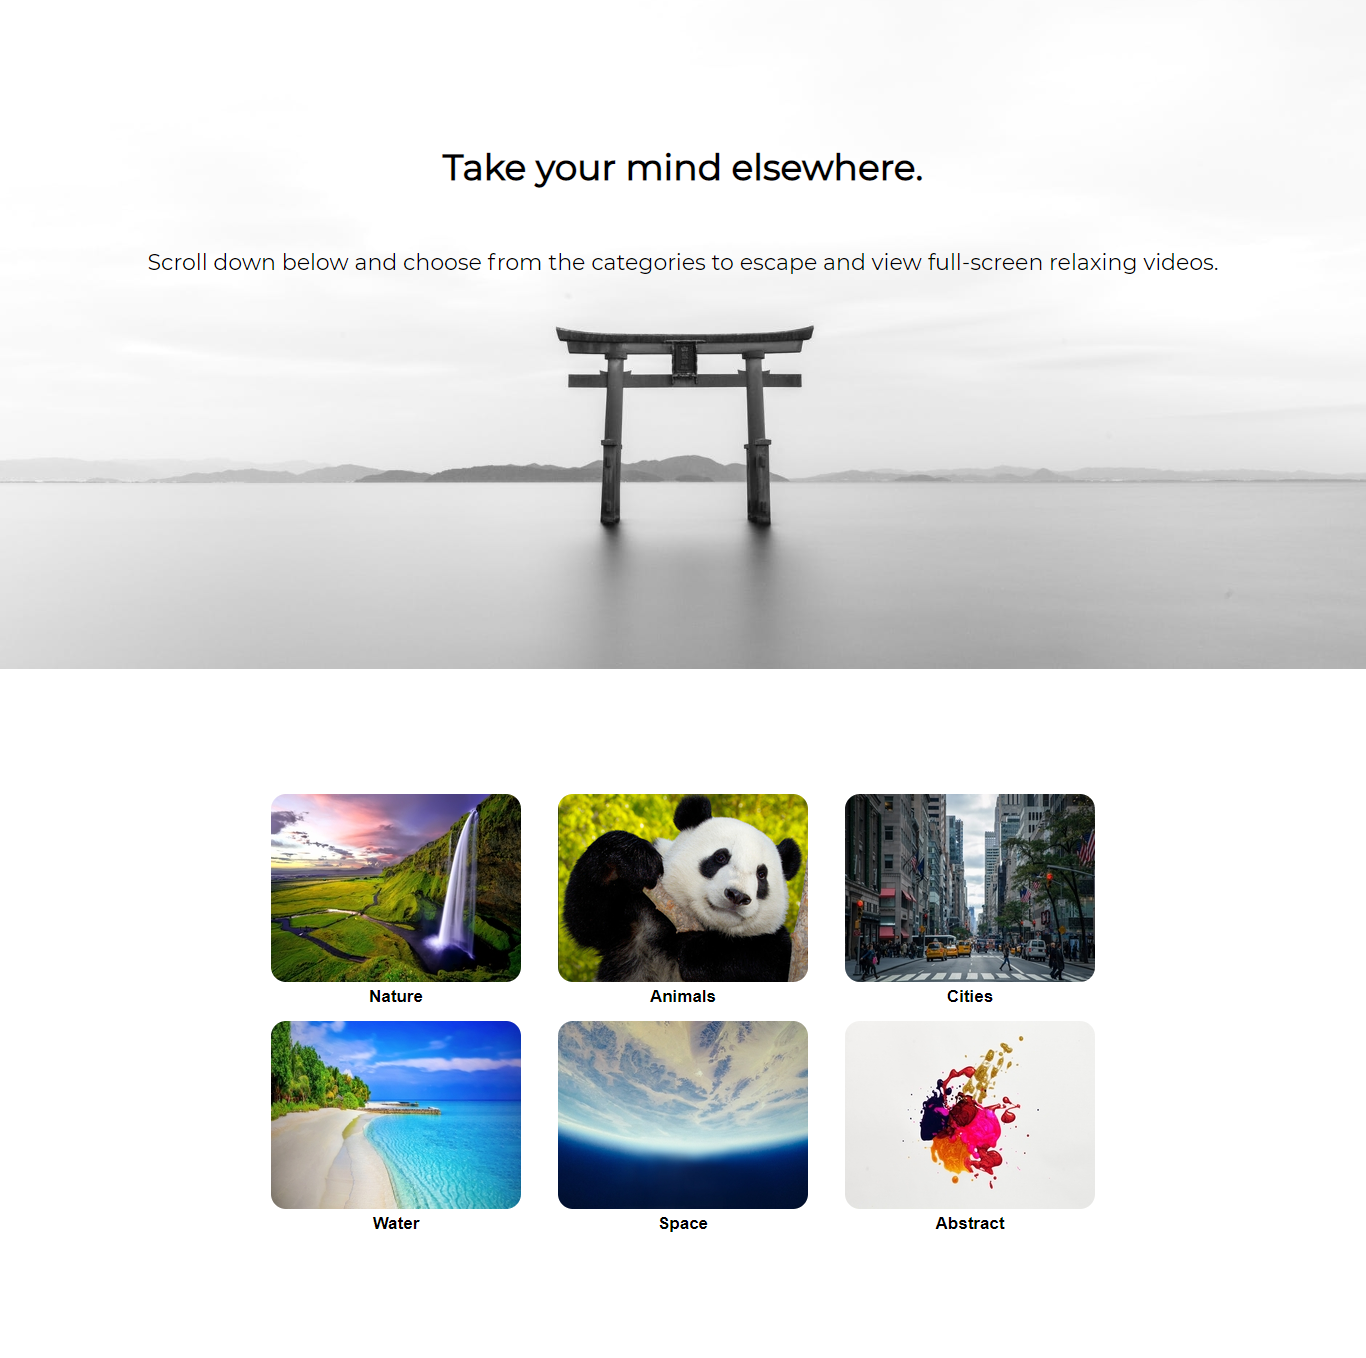 Take your mind elsewhere.
Scroll down below and choose from the categories to escape and view full-screen relaxing videos.
Nature
Animals
Cities
Water
Space
Abstract